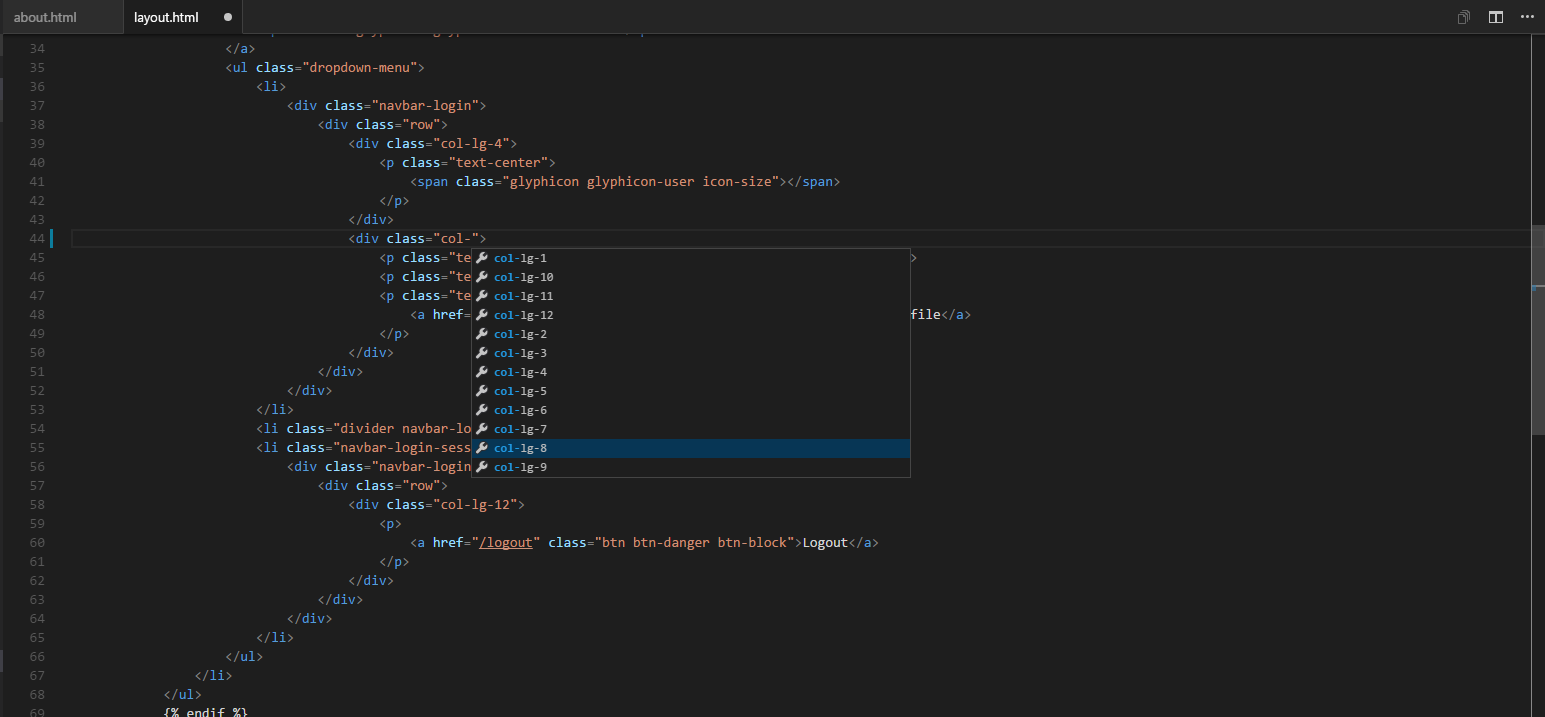 about.html layout.html
34 </a>
35 <ul class="dropdown-menu">
36 <li>
37 <div class="navbar-login">
38 <div class="row">
39 <div class="col-lg-4">
40 <p class="text-center">
41 <span class="glyphicon glyphicon-user icon-size"></span>
42 </p>
43 </div>
44 <div class="col-">
45 <p class="te col-lg-1 >
46 <p class="te col-lg-10
47 <p class="te col-lg-11
48 <a href= col-lg-12 file</a>
49 </p> col-lg-2
50 </div> col-lg-3
51 </div> col-lg-4
52 </div> col-lg-5
53 </li> col-lg-6
54 <li class="divider navbar-lo col-lg-7
55 <li class="navbar-login-sess col-lg-8
56 <div class="navbar-login col-lg-9
57 <div class="row">
58 <div class="col-lg-12">
59 <p>
60 <a href="/logout" class="btn btn-danger btn-block">Logout</a>
61 </p>
62 </div>
63 </div>
64 </div>
65 </li>
66 </ul>
67 </li>
68 </ul>
69 {% endif %}